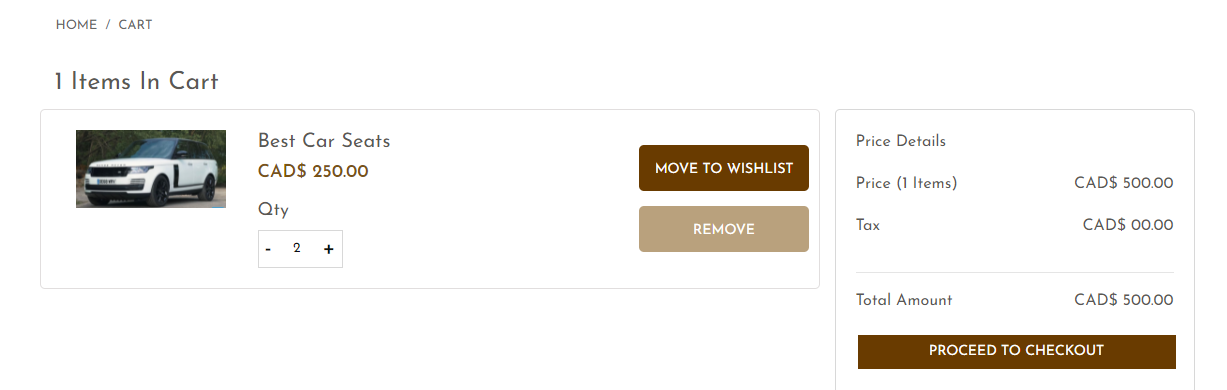 HOME / CART
1 Items In Cart
Best Car Seats
CAD$ 250.00
Qty
- 2 +
MOVE TO WISHLIST
REMOVE
Price Details
Price (1 Items) CAD$ 500.00
Tax CAD$ 00.00
Total Amount CAD$ 500.00
PROCEED TO CHECKOUT